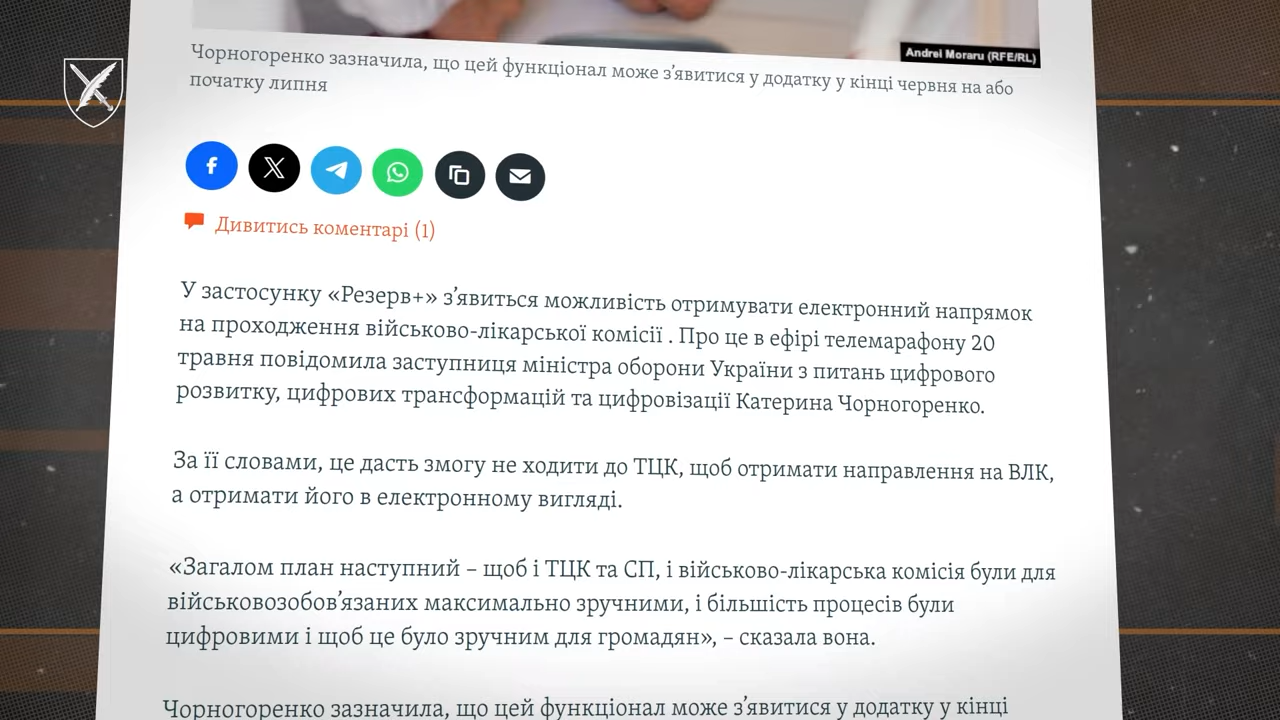 Andrei Moraru (RFE/RL)
Чорногоренко зазначила, що цей функціонал може з’явитися у додатку у кінці червня на або
початку липня
Дивитись коментарі (1)
У застосунку «Резерв+» з’явиться можливість отримувати електронний напрямок
на проходження військово-лікарської комісії . Про це в ефірі телемарафону 20
травня повідомила заступниця міністра оборони України з питань цифрового
розвитку, цифрових трансформацій та цифровізації Катерина Чорногоренко.
За її словами, це дасть змогу не ходити до ТЦК, щоб отримати направлення на ВЛК,
а отримати його в електронному вигляді.
«Загалом план наступний – щоб і ТЦК та СП, і військово-лікарська комісія були для
військовозобов’язаних максимально зручними, і більшість процесів були
цифровими і щоб це було зручним для громадян», – сказала вона.
Чорногоренко зазначила, що цей функціонал може з’явитися у додатку у кінці